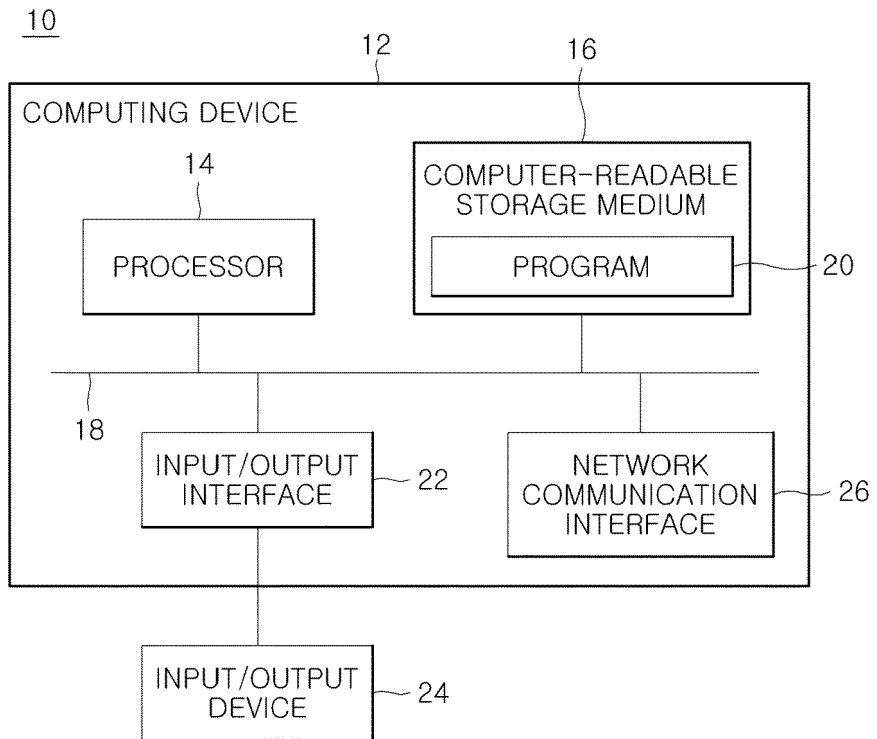 10
12
16
COMPUTING DEVICE
14
COMPUTER-READABLE
STORAGE MEDIUM
PROCESSOR
PROGRAM
20
18
INPUT/OUTPUT
INTERFACE
22
NETWORK
COMMUNICATION
INTERFACE
26
INPUT/OUTPUT
DEVICE
24